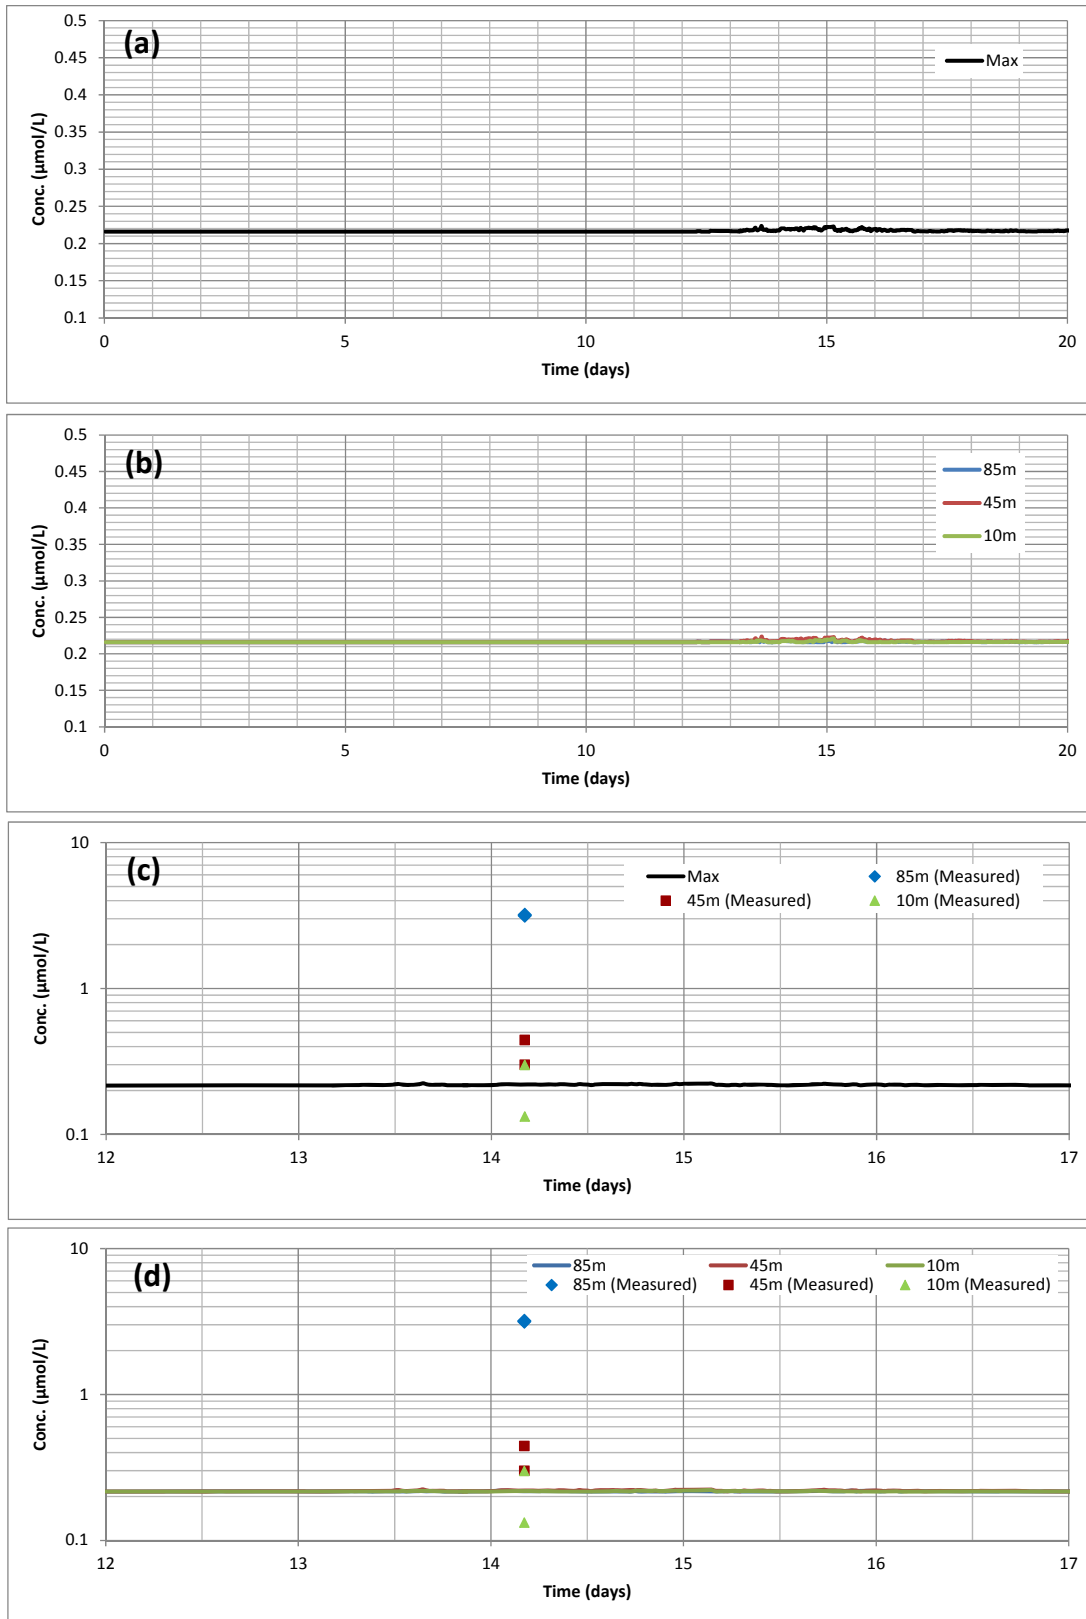 (a)
Max
0.5
0.45
0.4
0.35
0.3
0.25
0.2
0.15
0.1
Conc. (µmol/L)
0 5 10 15 20
Time (days)
(b)
85m
45m
10m
0.5
0.45
0.4
0.35
0.3
0.25
0.2
0.15
0.1
Conc. (µmol/L)
0 5 10 15 20
Time (days)
(c)
Max 85m (Measured)
45m (Measured) 10m (Measured)
10
1
0.1
Conc. (µmol/L)
12 13 14 15 16 17
Time (days)
(d)
85m 45m 10m
85m (Measured) 45m (Measured) 10m (Measured)
10
1
0.1
Conc. (µmol/L)
12 13 14 15 16 17
Time (days)